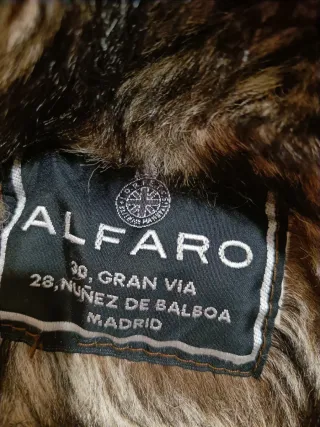 ALFARO
30, GRAN VIA
28, NUÑEZ DE BALBOA
MADRID